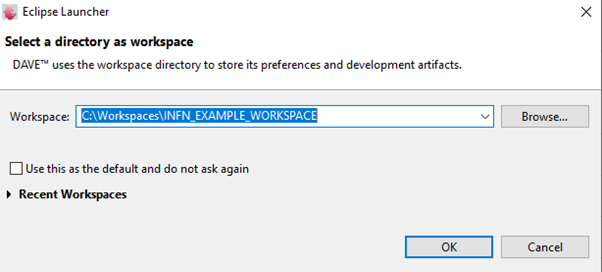 Eclipse Launcher
Select a directory as workspace
DAVE™ uses the workspace directory to store its preferences and development artifacts.
Workspace: C:\Workspaces\INFN_EXAMPLE_WORKSPACE Browse...
Use this as the default and do not ask again
Recent Workspaces
OK Cancel